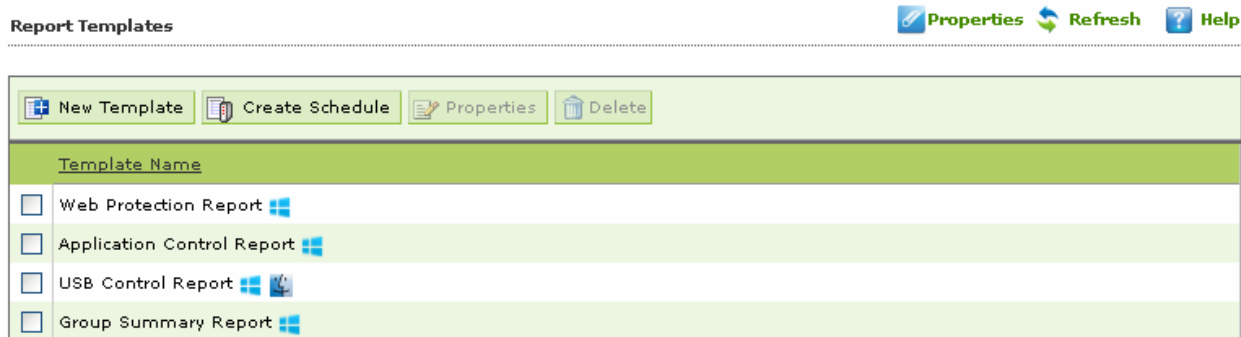 Report Templates
Properties Refresh ? Help
New Template Create Schedule Properties Delete
Template Name
Web Protection Report
Application Control Report
USB Control Report
Group Summary Report